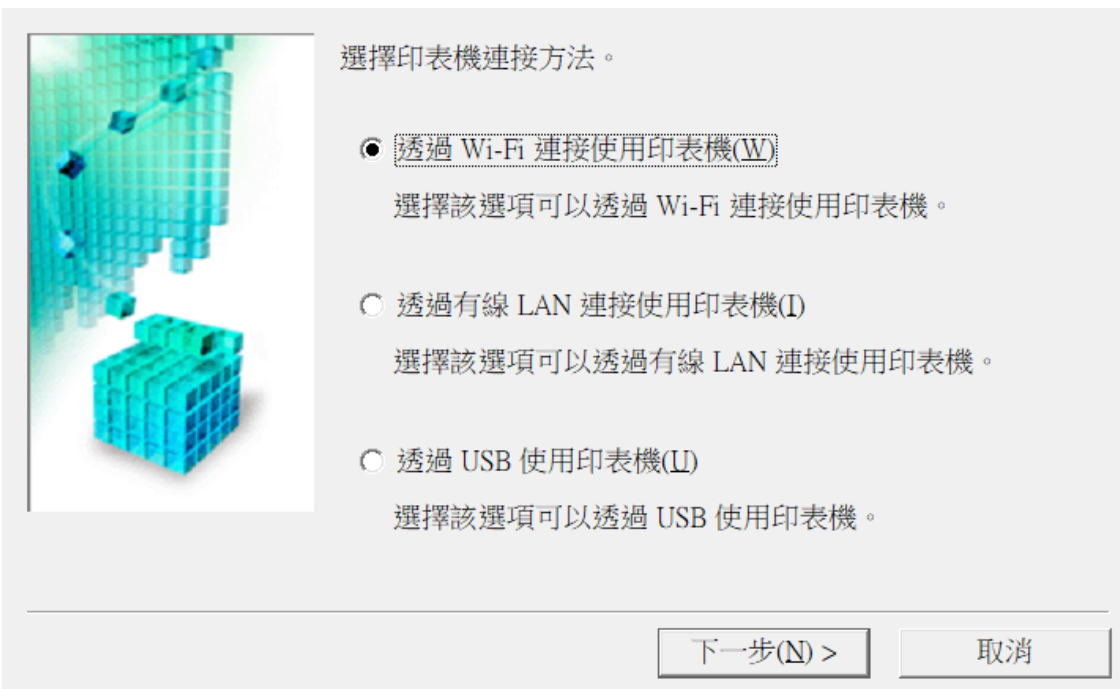 選擇印表機連接方法。
透過 Wi-Fi 連接使用印表機(W)
選擇該選項可以透過 Wi-Fi 連接使用印表機。
透過有線 LAN 連接使用印表機(I)
選擇該選項可以透過有線 LAN 連接使用印表機。
透過 USB 使用印表機(U)
選擇該選項可以透過 USB 使用印表機。
下一步(N) > 取消